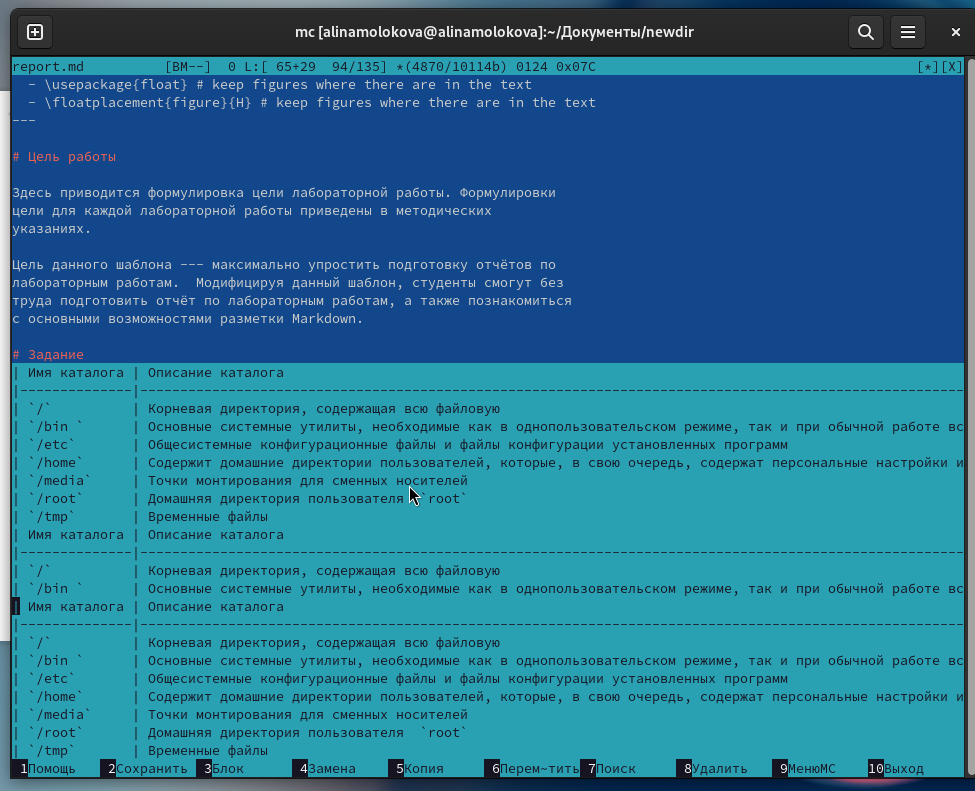 mc [alinamolokova@alinamolokova]:~/Документы/newdir
report.md [BM--] 0 L:[ 65+29 94/135] *(4870/10114b) 0124 0x07C [*][X]
- \usepackage{float} # keep figures where there are in the text
- \floatplacement{figure}{H} # keep figures where there are in the text
---
# Цель работы
Здесь приводится формулировка цели лабораторной работы. Формулировки
цели для каждой лабораторной работы приведены в методических
указаниях.
Цель данного шаблона --- максимально упростить подготовку отчётов по
лабораторным работам.  Модифицируя данный шаблон, студенты смогут без
труда подготовить отчёт по лабораторным работам, а также познакомиться
с основными возможностями разметки Markdown.
# Задание
| Имя каталога | Описание каталога
|--------------|-------------------------------------------------------------------------------------------------------
| `/`          | Корневая директория, содержащая всю файловую
| `/bin `      | Основные системные утилиты, необходимые как в однопользовательском режиме, так и при обычной работе вс
| `/etc`       | Общесистемные конфигурационные файлы и файлы конфигурации установленных программ
| `/home`      | Содержит домашние директории пользователей, которые, в свою очередь, содержат персональные настройки и
| `/media`     | Точки монтирования для сменных носителей
| `/root`      | Домашняя директория пользователя  `root`
| `/tmp`       | Временные файлы
| Имя каталога | Описание каталога
|--------------|-------------------------------------------------------------------------------------------------------
| `/`          | Корневая директория, содержащая всю файловую
| `/bin `      | Основные системные утилиты, необходимые как в однопользовательском режиме, так и при обычной работе вс
| Имя каталога | Описание каталога
|--------------|-------------------------------------------------------------------------------------------------------
| `/`          | Корневая директория, содержащая всю файловую
| `/bin `      | Основные системные утилиты, необходимые как в однопользовательском режиме, так и при обычной работе вс
| `/etc`       | Общесистемные конфигурационные файлы и файлы конфигурации установленных программ
| `/home`      | Содержит домашние директории пользователей, которые, в свою очередь, содержат персональные настройки и
| `/media`     | Точки монтирования для сменных носителей
| `/root`      | Домашняя директория пользователя  `root`
| `/tmp`       | Временные файлы
1Помощь 2Сохранить 3Блок 4Замена 5Копия 6Перем~тить 7Поиск 8Удалить 9МенюMC 10Выход